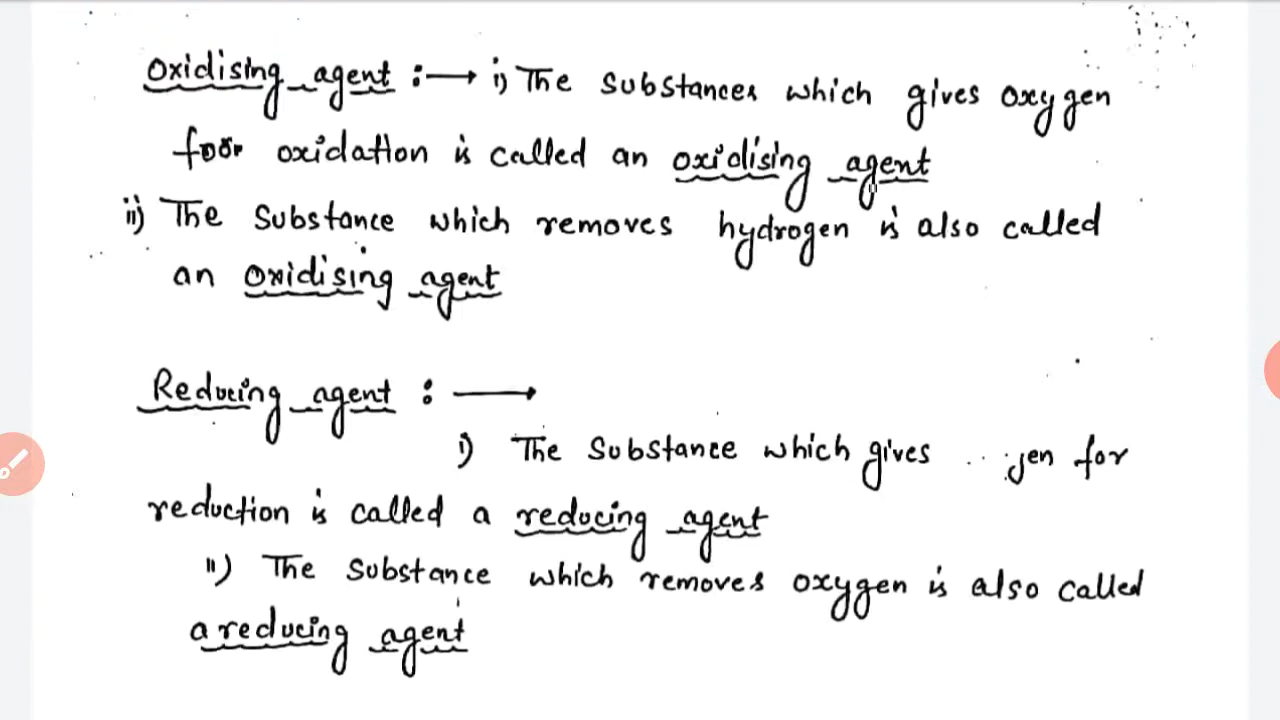 Oxidising agent :→ i) The substances which gives oxygen
for oxidation is called an oxidising agent
ii) The substance which removes hydrogen is also called
an oxidising agent
Reducing agent : →
i) The substance which gives for
reduction is called a reducing agent
ii) The substance which removes oxygen is also called
a reducing agent